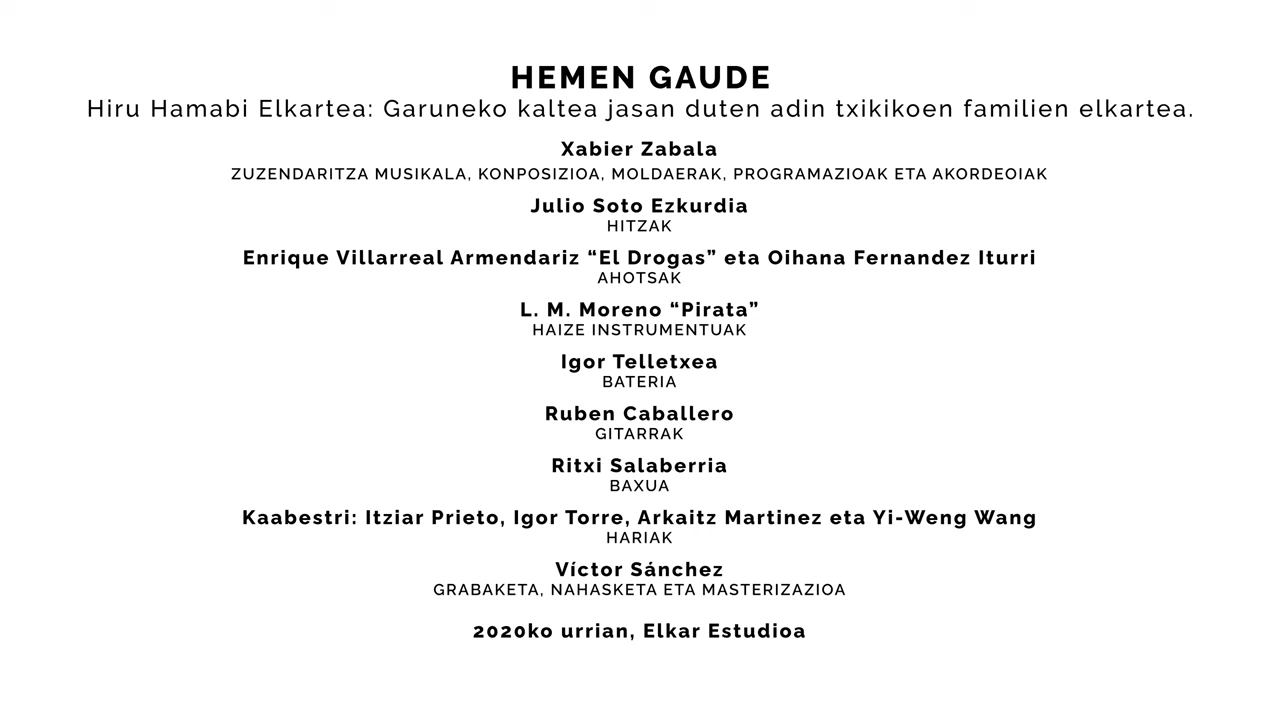 HEMEN GAUDE
Hiru Hamabi Elkartea: Garuneko kaltea jasan duten adin txikikoen familien elkartea.
Xabier Zabala
ZUZENDARITZA MUSIKALA, KONPOSIZIOA, MOLDAERAK, PROGRAMAZIOAK ETA AKORDEOIAK
Julio Soto Ezkurdia
HITZAK
Enrique Villarreal Armendariz “El Drogas” eta Oihana Fernandez Iturri
AHOTSAK
L. M. Moreno “Pirata”
HAIZE INSTRUMENTUAK
Igor Telletxea
BATERIA
Ruben Caballero
GITARRAK
Ritxi Salaberria
BAXUA
Kaabestri: Itziar Prieto, Igor Torre, Arkaitz Martinez eta Yi-Weng Wang
HARIAK
Víctor Sánchez
GRABAKETA, NAHASKETA ETA MASTERIZAZIOA
2020ko urrian, Elkar Estudioa